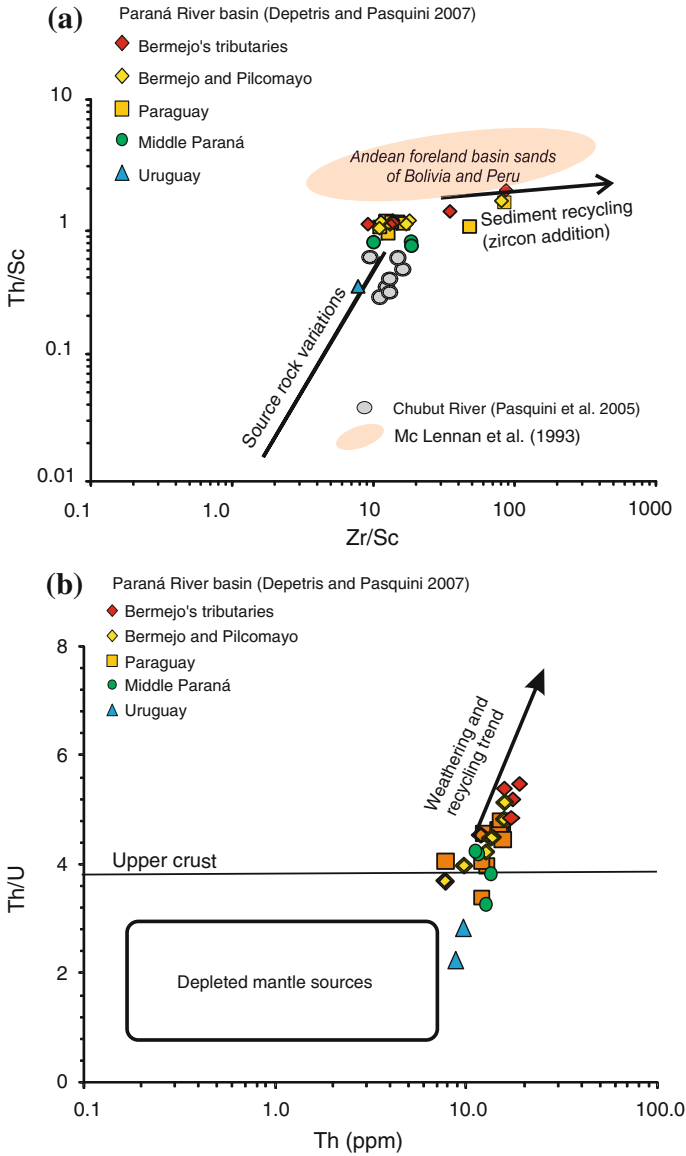 (a)
Paraná River basin (Depetris and Pasquini 2007)
Bermejo's tributaries
Bermejo and Pilcomayo
Paraguay
Middle Paraná
Uruguay
10
1
0.1
0.01
Th/Sc
Andean foreland basin sands
of Bolivia and Peru
Sediment recycling
(zircon addition)
Source rock variations
Chubut River (Pasquini et al. 2005)
Mc Lennan et al. (1993)
0.1
1.0
10
100
1000
Zr/Sc
(b)
Paraná River basin (Depetris and Pasquini 2007)
Bermejo's tributaries
Bermejo and Pilcomayo
Paraguay
Middle Paraná
Uruguay
8
6
4
2
0
Th/U
Weathering and
recycling trend
Upper crust
Depleted mantle sources
0.1
1.0
10.0
100.0
Th (ppm)